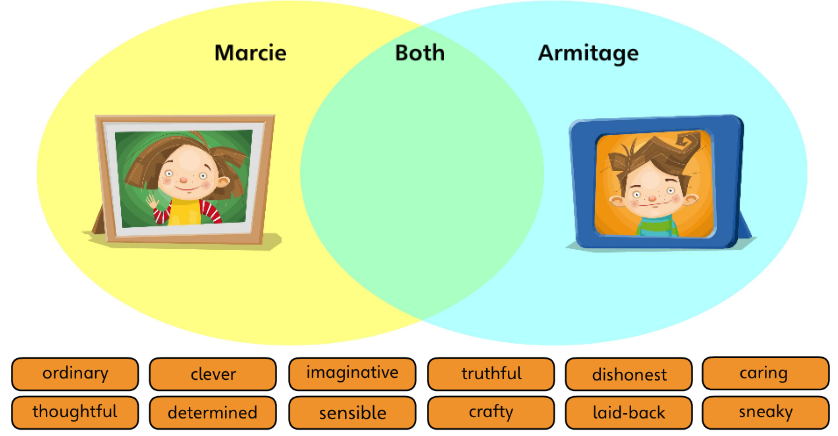 Marcie Both Armitage
ordinary clever imaginative truthful dishonest caring
thoughtful determined sensible crafty laid-back sneaky